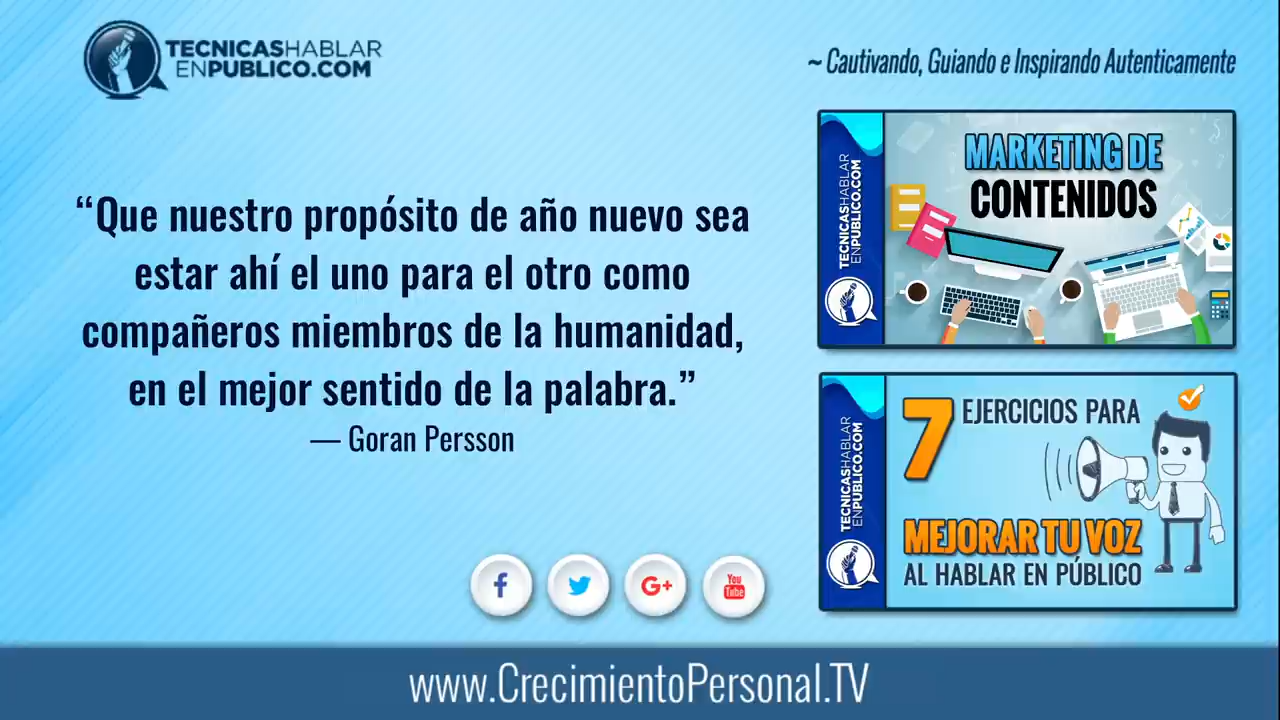 TECNICASHABLAR
ENPUBLICO.COM
~ Cautivando, Guiando e Inspirando Autenticamente
“Que nuestro propósito de año nuevo sea
estar ahí el uno para el otro como
compañeros miembros de la humanidad,
en el mejor sentido de la palabra.”
— Goran Persson
TECNICASHABLAR
ENPUBLICO.COM
MARKETING DE
CONTENIDOS
TECNICASHABLAR
ENPUBLICO.COM
7 EJERCICIOS PARA
MEJORAR TU VOZ
AL HABLAR EN PÚBLICO
f
G+
You
Tube
www.CrecimientoPersonal.TV